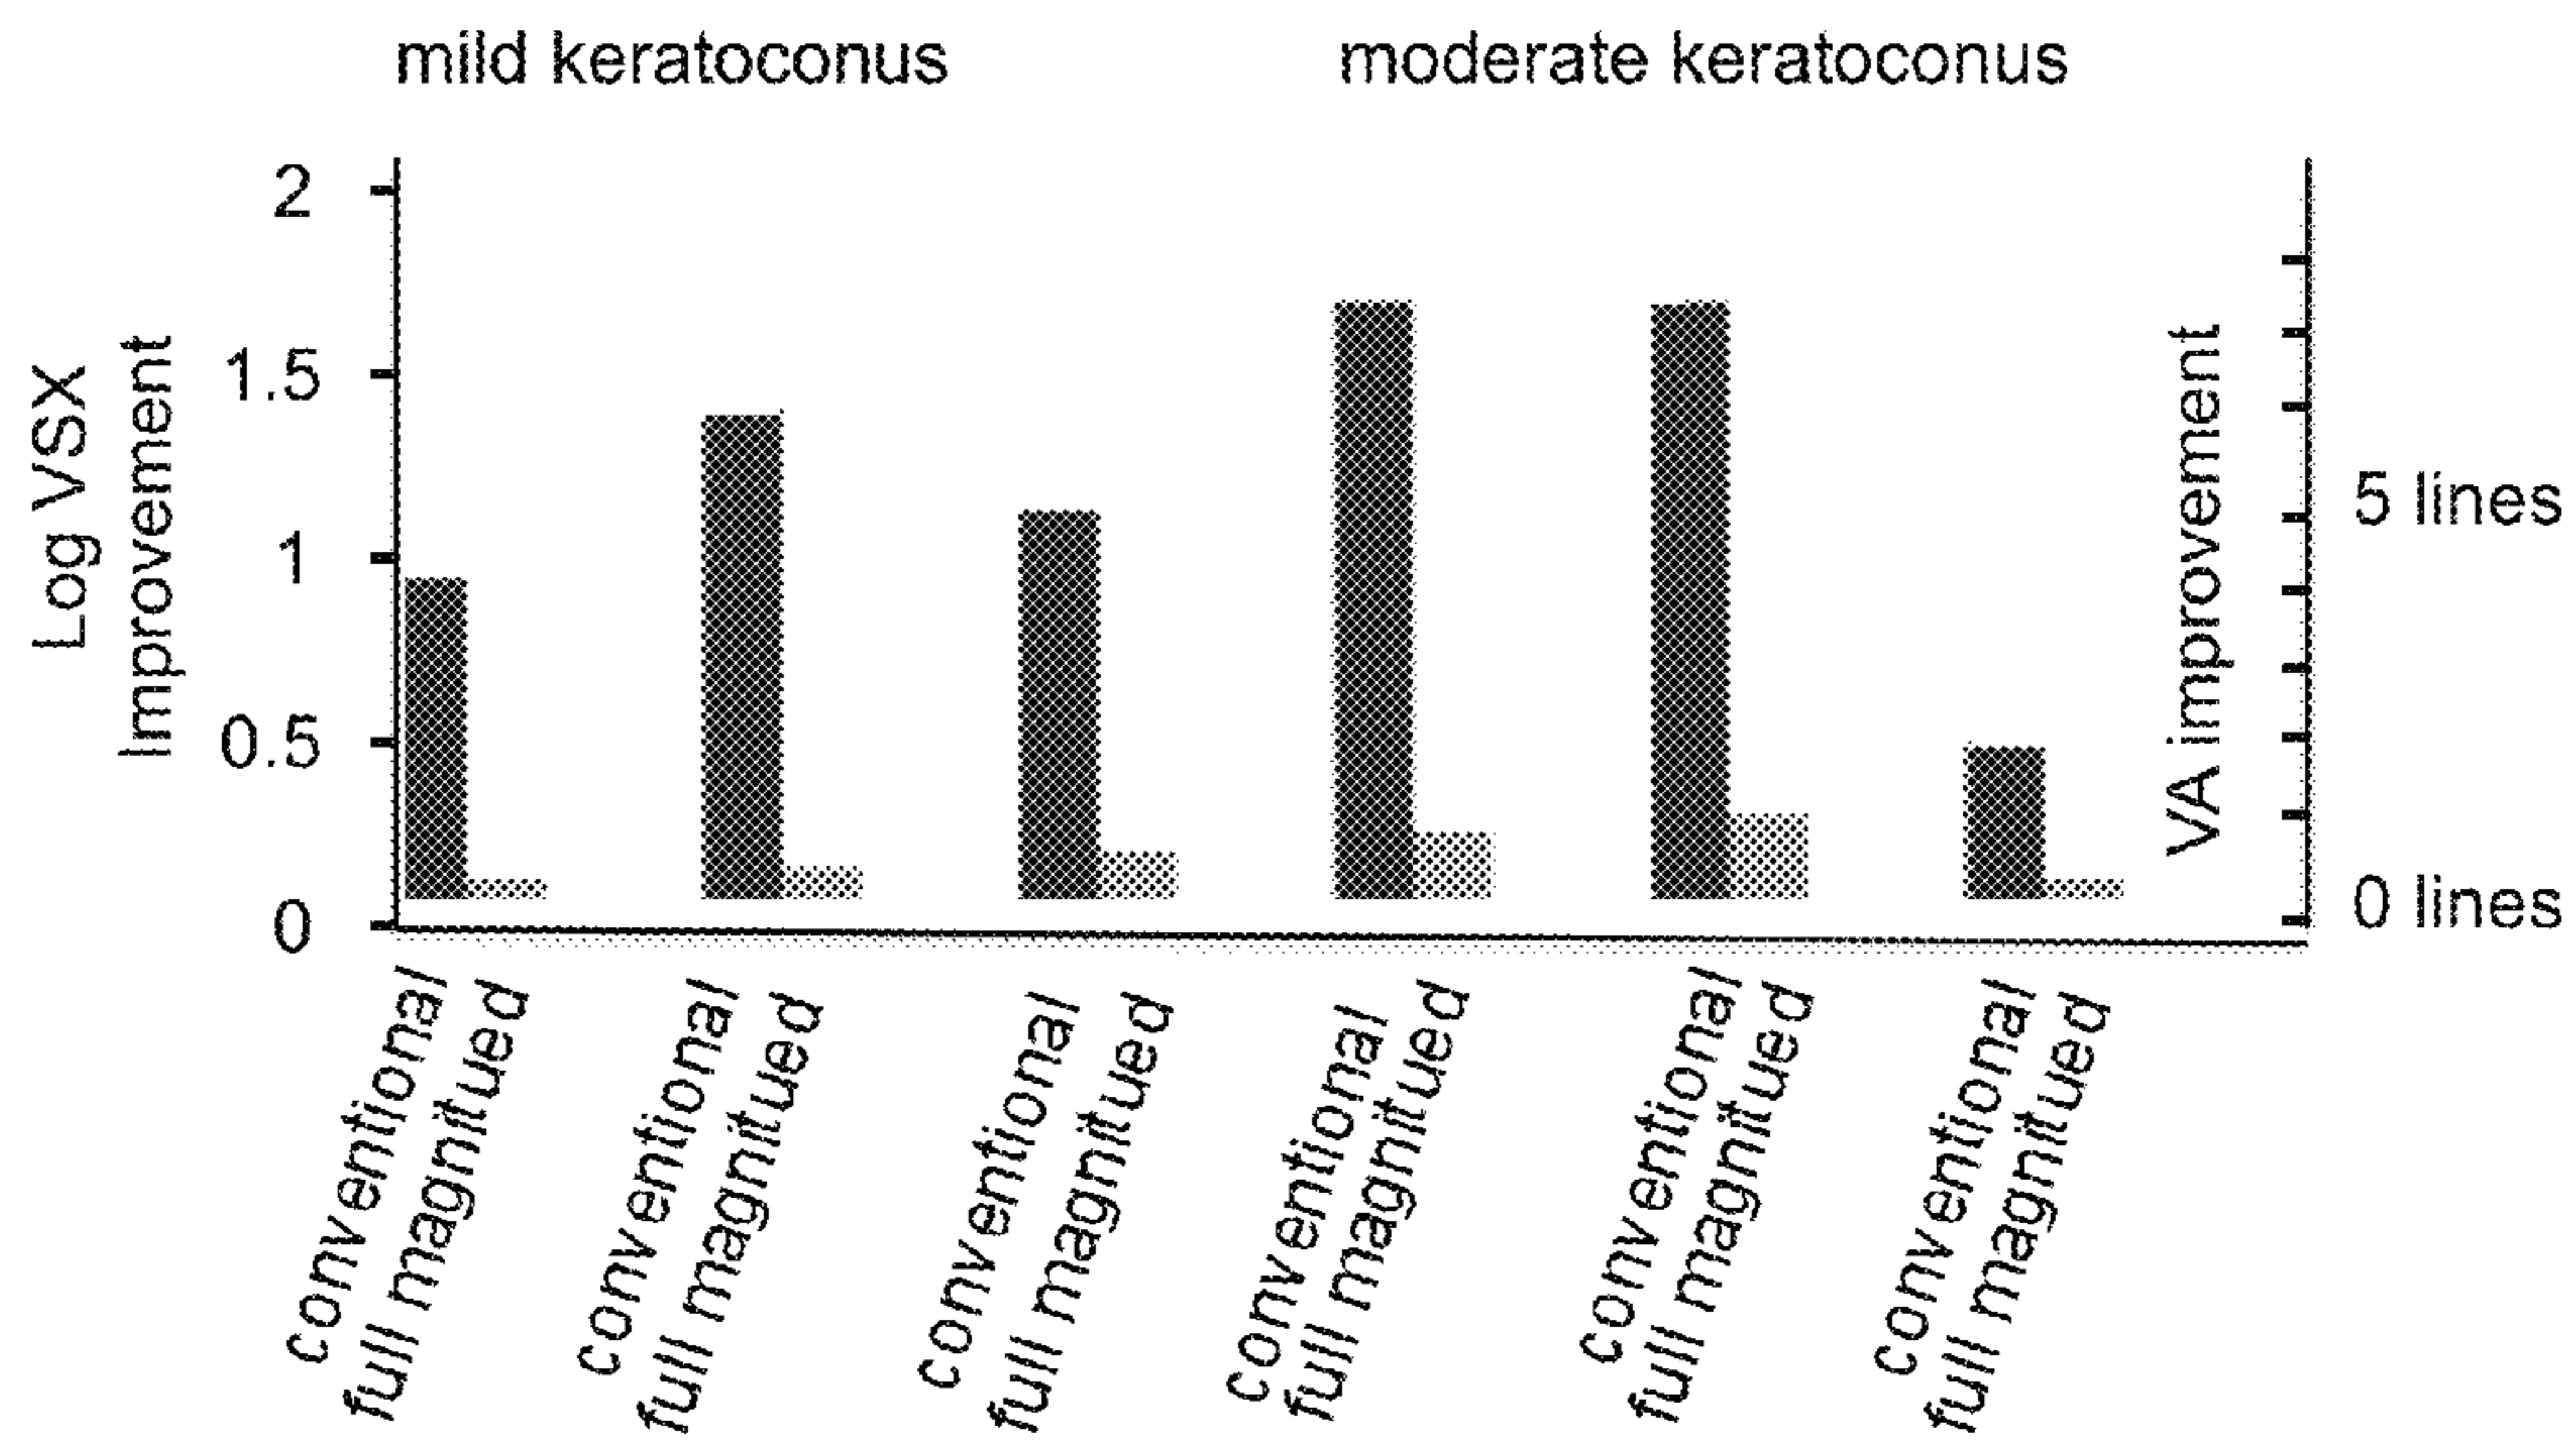 mild keratoconus
moderate keratoconus
Log VSX
Improvement
2
1.5
1
0.5
0
VA improvement
5 lines
0 lines
conventional
full magnitued
conventional
full magnitued
conventional
full magnitued
conventional
full magnitued
conventional
full magnitued
conventional
full magnitued